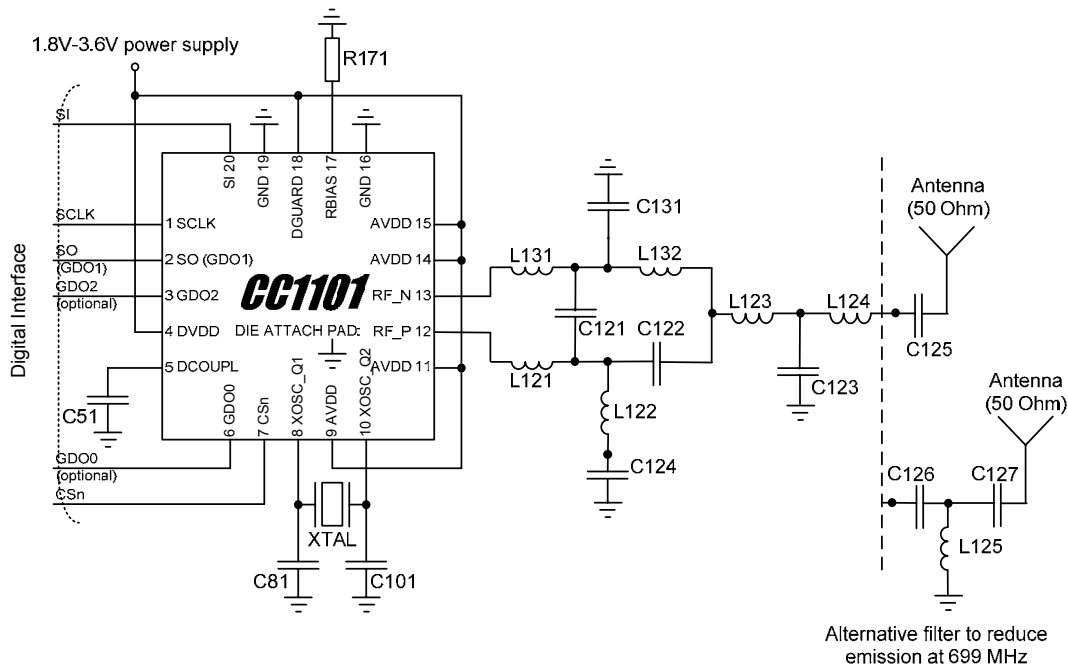 1.8V-3.6V power supply
R171
SI
SI 20
GND 19
DGUARD 18
RBIAS 17
GND 16
Digital Interface
SCLK
1 SCLK
AVDD 15
SO
(GDO1)
2 SO (GDO1)
AVDD 14
GDO2
(optional)
3 GDO2
CC1101
RF_N 13
4 DVDD
DIE ATTACH PAD:
RF_P 12
5 DCOUPL
AVDD 11
6 GDO0
7 CSn
8 XOSC_Q1
9 AVDD
10 XOSC_Q2
C51
GDO0
(optional)
CSn
XTAL
C81
C101
C131
L131
L132
C121
C122
L121
L122
C124
L123
L124
C123
Antenna
(50 Ohm)
C125
Antenna
(50 Ohm)
C126
C127
L125
Alternative filter to reduce
emission at 699 MHz